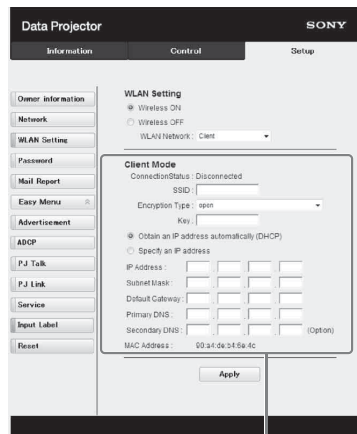 Data Projector
SONY
Information
Control
Setup
Owner information
Network
WLAN Setting
Password
Mail Report
Easy Menu
Advertisement
ADCP
PJ Talk
PJ Link
Service
Input Label
Reset
WLAN Setting
Wireless ON
Wireless OFF
WLAN Network : Client
Client Mode
ConnectionStatus : Disconnected
SSID :
Encryption Type : open
Key :
Obtain an IP address automatically (DHCP)
Specify an IP address
IP Address :
Subnet Mask :
Default Gateway :
Primary DNS :
Secondary DNS : (Option)
MAC Address : 90:a4:de:b4:6e:4c
Apply